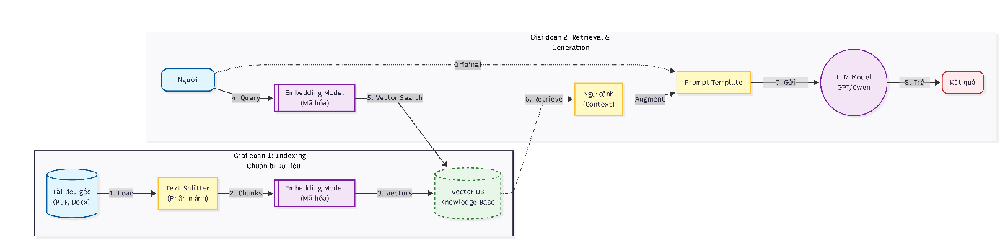 Giai đoạn 2: Retrieval &
Generation
Original
Người
4. Query
Embedding Model
(Mã hóa)
5. Vector Search
6. Retrieve
Ngữ cảnh
(Context)
Augment
Prompt Template
7. Gửi
LLM Model
GPT/Qwen
8. Trả
Kết quả
Giai đoạn 1: Indexing -
Chuẩn bị Dữ liệu
Tài liệu gốc
(PDF, Docx)
1. Load
Text Splitter
(Phân mảnh)
2. Chunks
Embedding Model
(Mã hóa)
3. Vectors
Vector DB
Knowledge Base